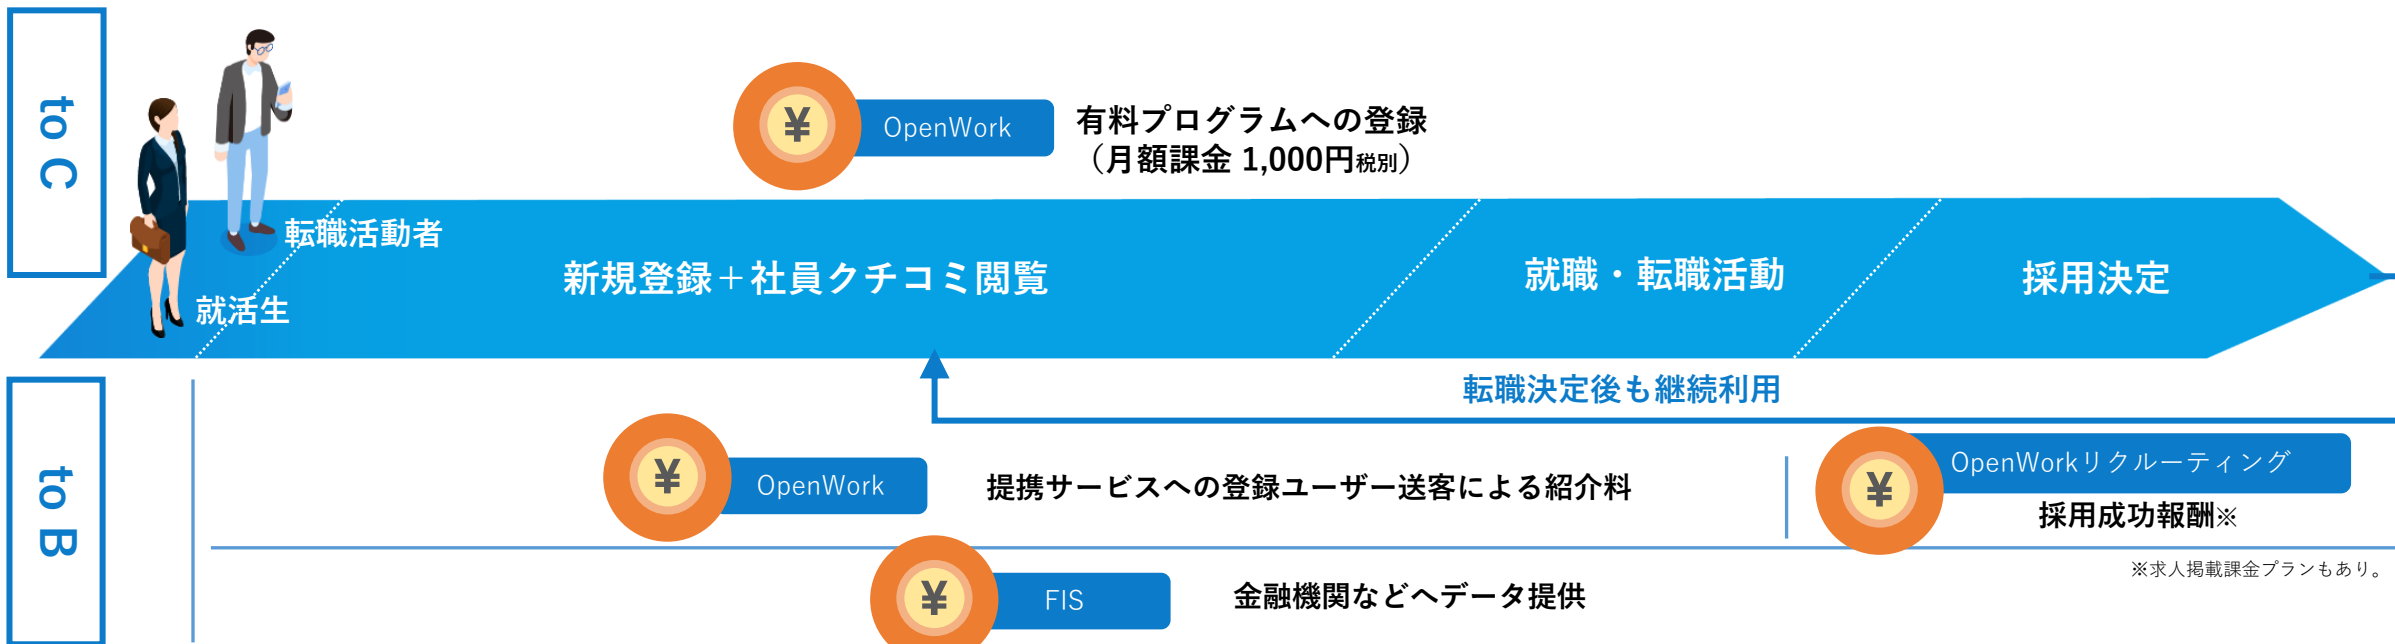 to C
¥
OpenWork
有料プログラムへの登録
（月額課金 1,000円税別）
転職活動者
就活生
新規登録＋社員クチコミ閲覧
就職・転職活動
採用決定
転職決定後も継続利用
to B
¥
OpenWork
提携サービスへの登録ユーザー送客による紹介料
¥
OpenWorkリクルーティング
採用成功報酬※
※求人掲載課金プランもあり。
¥
FIS
金融機関などへデータ提供